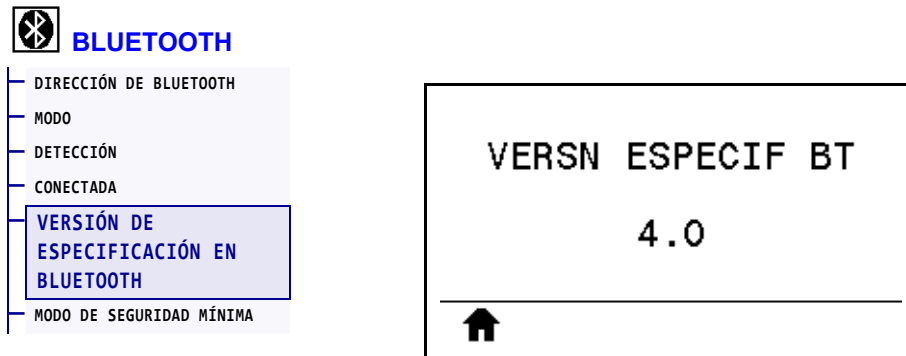 BLUETOOTH
DIRECCIÓN DE BLUETOOTH
MODO
DETECCIÓN
CONECTADA
VERSIÓN DE
ESPECIFICACIÓN EN
BLUETOOTH
MODO DE SEGURIDAD MÍNIMA
VERSN ESPECIF BT
4.0